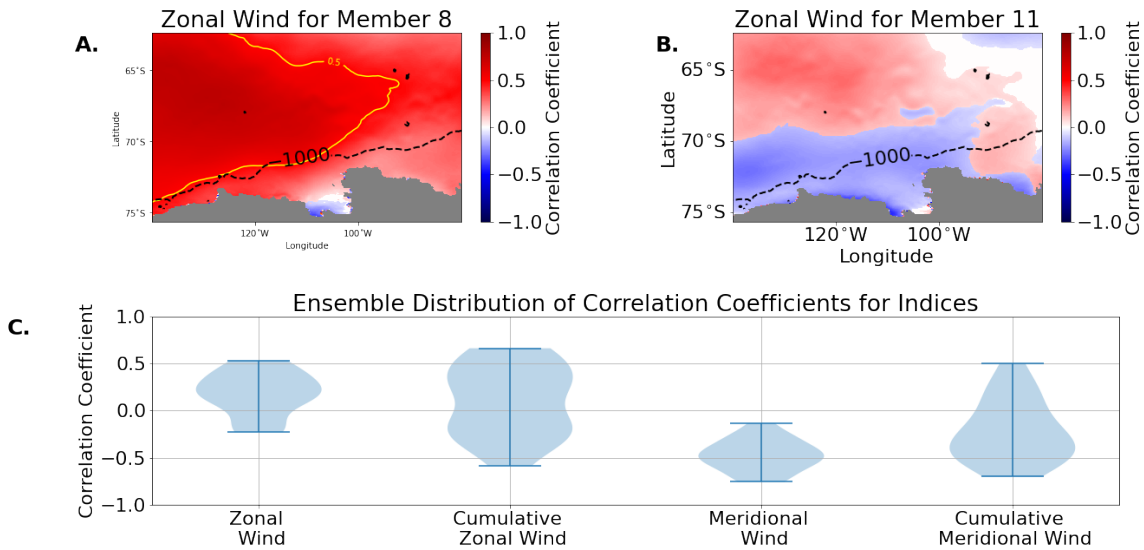 Zonal Wind for Member 8
A.
65°S
70°S
75°S
Latitude
120°W
100°W
Longitude
0.5
−1000
1.0
0.5
0.0
−0.5
−1.0
Correlation Coefficient
Zonal Wind for Member 11
B.
65°S
70°S
75°S
Latitude
120°W
100°W
Longitude
−1000
1.0
0.5
0.0
−0.5
−1.0
Correlation Coefficient
Ensemble Distribution of Correlation Coefficients for Indices
C.
Correlation Coefficient
1.0
0.5
0.0
−0.5
−1.0
Zonal
Wind
Cumulative
Zonal Wind
Meridional
Wind
Cumulative
Meridional Wind